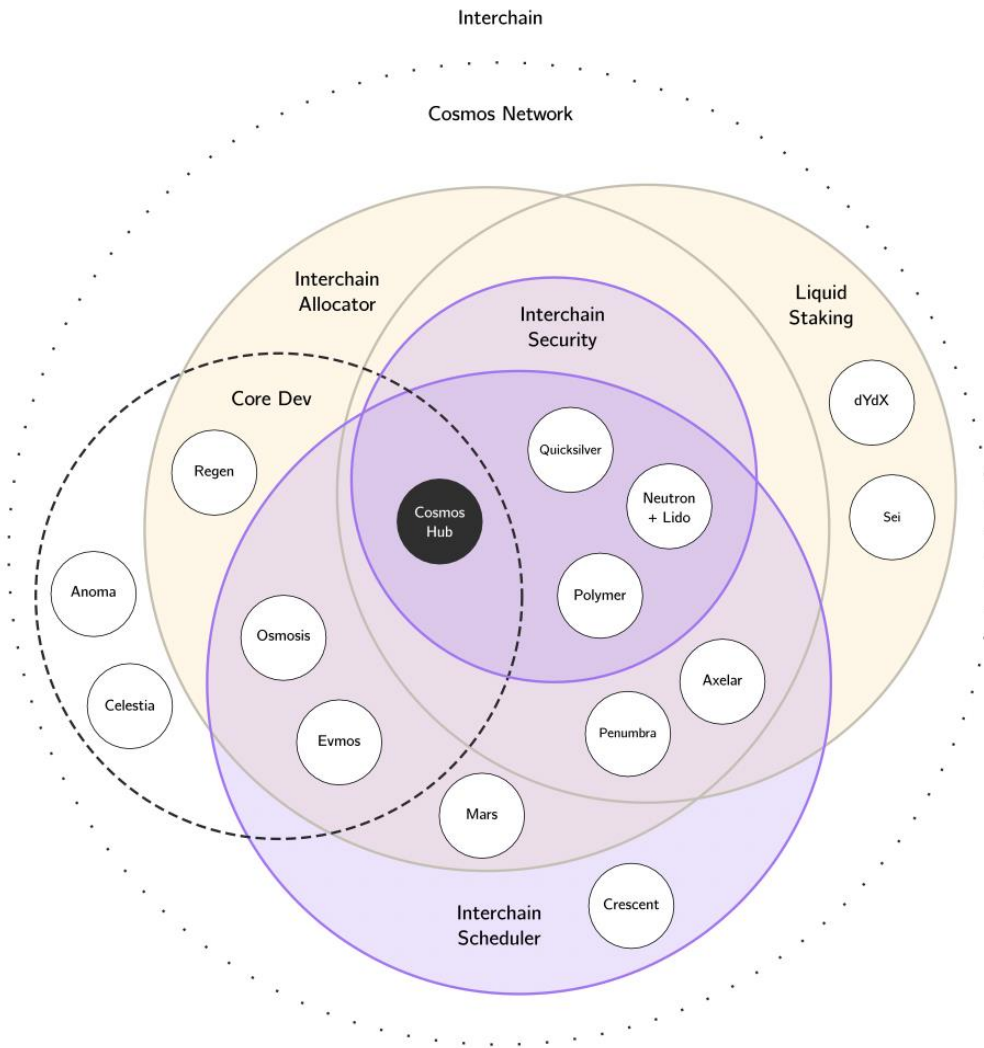 Interchain
Cosmos Network
Interchain
Allocator
Liquid
Staking
Interchain
Security
Core Dev
dYdX
Regen
Quicksilver
Neutron
+ Lido
Cosmos
Hub
Sei
Anoma
Polymer
Osmosis
Axelar
Celestia
Evmos
Penumbra
Mars
Crescent
Interchain
Scheduler